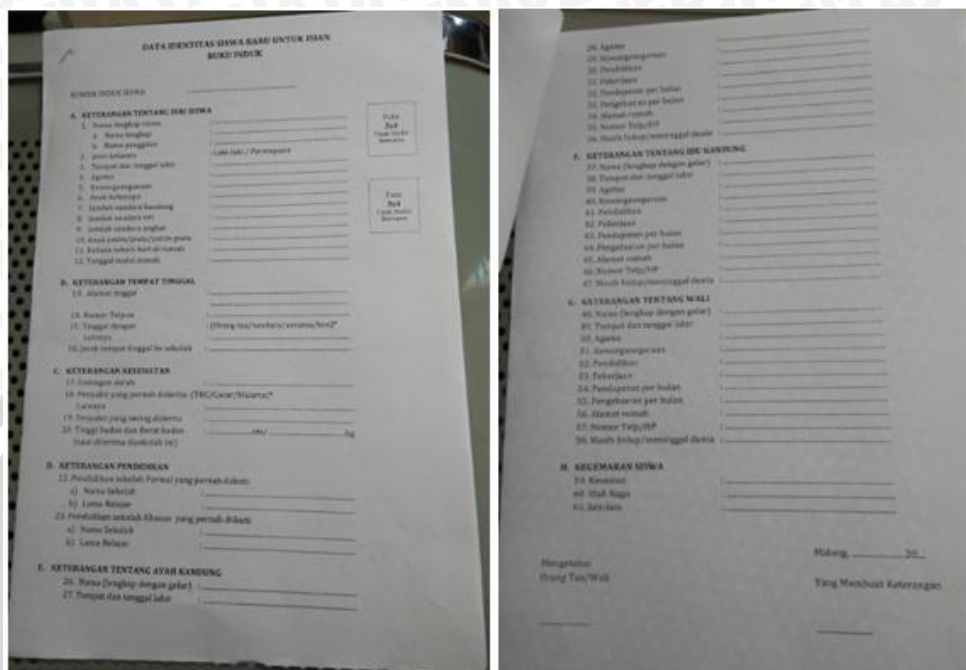 DATA IDENTITAS SISWA BARU UNTUK ISIAN
BUKU INDUK
NOMOR INDUK SISWA
A. KETERANGAN TENTANG DIRI SISWA
1. Nama lengkap siswa
a. Nama lengkap
b. Nama panggilan
2. Jenis kelamin : Laki-laki / Perempuan
3. Tempat dan tanggal lahir
4. Agama
5. Kewarganegaraan
6. Anak keberapa
7. Jumlah saudara kandung
8. Jumlah saudara tiri
9. Jumlah saudara angkat
10. Anak yatim/piatu/yatim piatu
11. Bahasa sehari-hari di rumah
12. Tanggal mulai masuk
Foto
3x4
Foto
3x4
B. KETERANGAN TEMPAT TINGGAL
13. Alamat tinggal
14. Nomor Telpon
15. Tinggal dengan : (Orang tua/saudara/asrama/kos)*
Lainnya
16. Jarak tempat tinggal ke sekolah
C. KETERANGAN KESEHATAN
17. Golongan darah :
18. Penyakit yang pernah diderita (TBC/Cacar/Malaria)*
Lainnya
19. Penyakit yang sering diderita
20. Tinggi badan dan Berat badan : cm/ kg
(saat diterima disekolah ini)
D. KETERANGAN PENDIDIKAN
22. Pendidikan sekolah Formal yang pernah diikuti
a) Nama Sekolah :
b) Lama Belajar :
23. Pendidikan sekolah Khusus yang pernah diikuti
a) Nama Sekolah :
b) Lama Belajar :
E. KETERANGAN TENTANG AYAH KANDUNG
26. Nama (lengkap dengan gelar) :
27. Tempat dan tanggal lahir :
28. Agama
29. Kewarganegaraan
30. Pendidikan
31. Pekerjaan
32. Pendapatan per bulan
33. Pengeluaran per bulan
34. Alamat rumah
35. Nomor Telp/HP
36. Masih hidup/meninggal dunia
F. KETERANGAN TENTANG IBU KANDUNG
37. Nama (lengkap dengan gelar)
38. Tempat dan tanggal lahir
39. Agama
40. Kewarganegaraan
41. Pendidikan
42. Pekerjaan
43. Pendapatan per bulan
44. Pengeluaran per bulan
45. Alamat rumah
46. Nomor Telp/HP
47. Masih hidup/meninggal dunia
G. KETERANGAN TENTANG WALI
48. Nama (lengkap dengan gelar)
49. Tempat dan tanggal lahir
50. Agama
51. Kewarganegaraan
52. Pendidikan
53. Pekerjaan
54. Pendapatan per bulan
55. Pengeluaran per bulan
56. Alamat rumah
57. Nomor Telp/HP
58. Masih hidup/meninggal dunia
H. KEGEMARAN SISWA
59. Kesenian
60. Olah Raga
61. Lain-lain
Malang, 20
Mengetahui
Orang Tua/Wali
Yang Membuat Keterangan